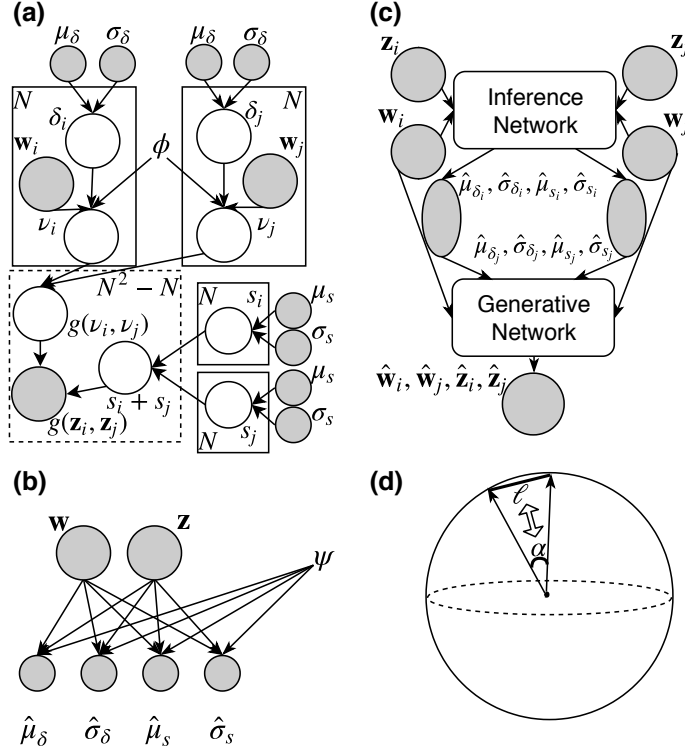 (a)
μ_δ σ_δ μ_δ σ_δ
N N
δ_i δ_j
w_i ϕ w_j
ν_i ν_j
N² − N
g(ν_i, ν_j)
N s_i μ_s
σ_s
s_i + s_j
μ_s
N s_j σ_s
g(z_i, z_j)
(b)
w z
ψ
μ̂_δ σ̂_δ μ̂_s σ̂_s
(c)
z_i z_j
Inference
Network
w_i w_j
μ̂_{δ_i}, σ̂_{δ_i}, μ̂_{s_i}, σ̂_{s_i}
μ̂_{δ_j}, σ̂_{δ_j}, μ̂_{s_j}, σ̂_{s_j}
Generative
Network
ŵ_i, ŵ_j, ẑ_i, ẑ_j
(d)
ℓ
α